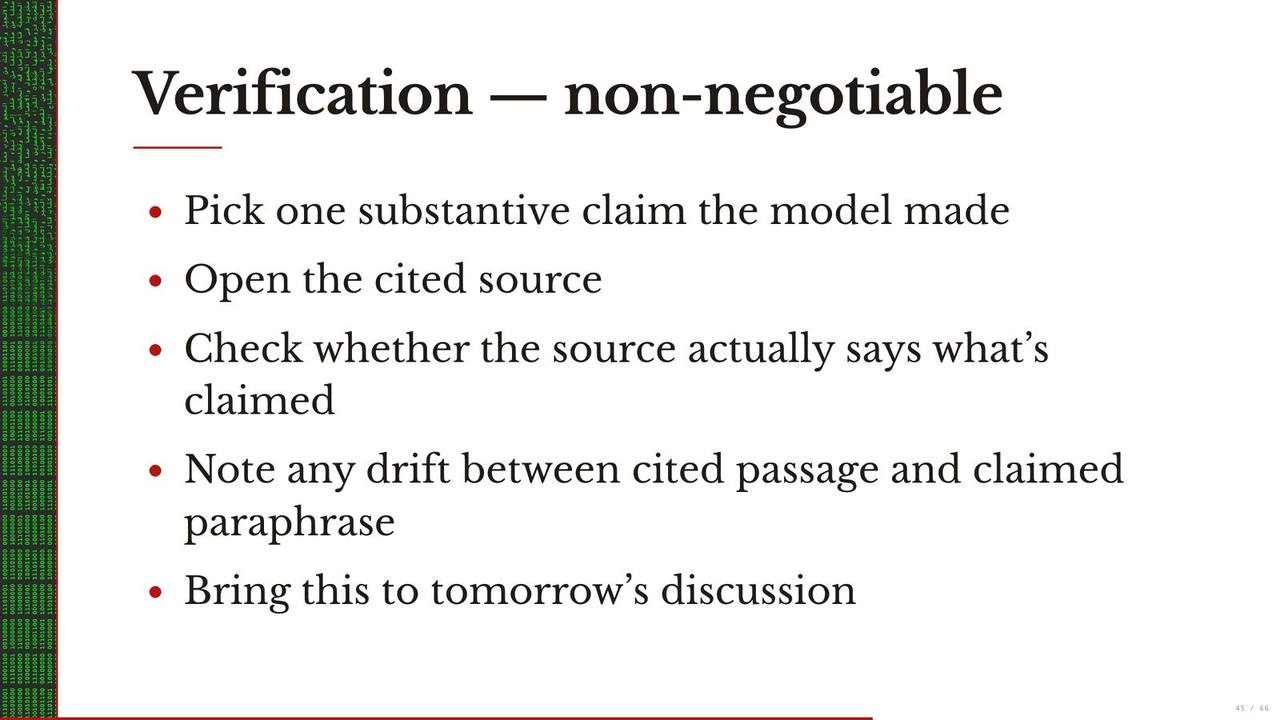 Verification — non-negotiable
• Pick one substantive claim the model made
• Open the cited source
• Check whether the source actually says what’s
claimed
• Note any drift between cited passage and claimed
paraphrase
• Bring this to tomorrow’s discussion
45 / 66